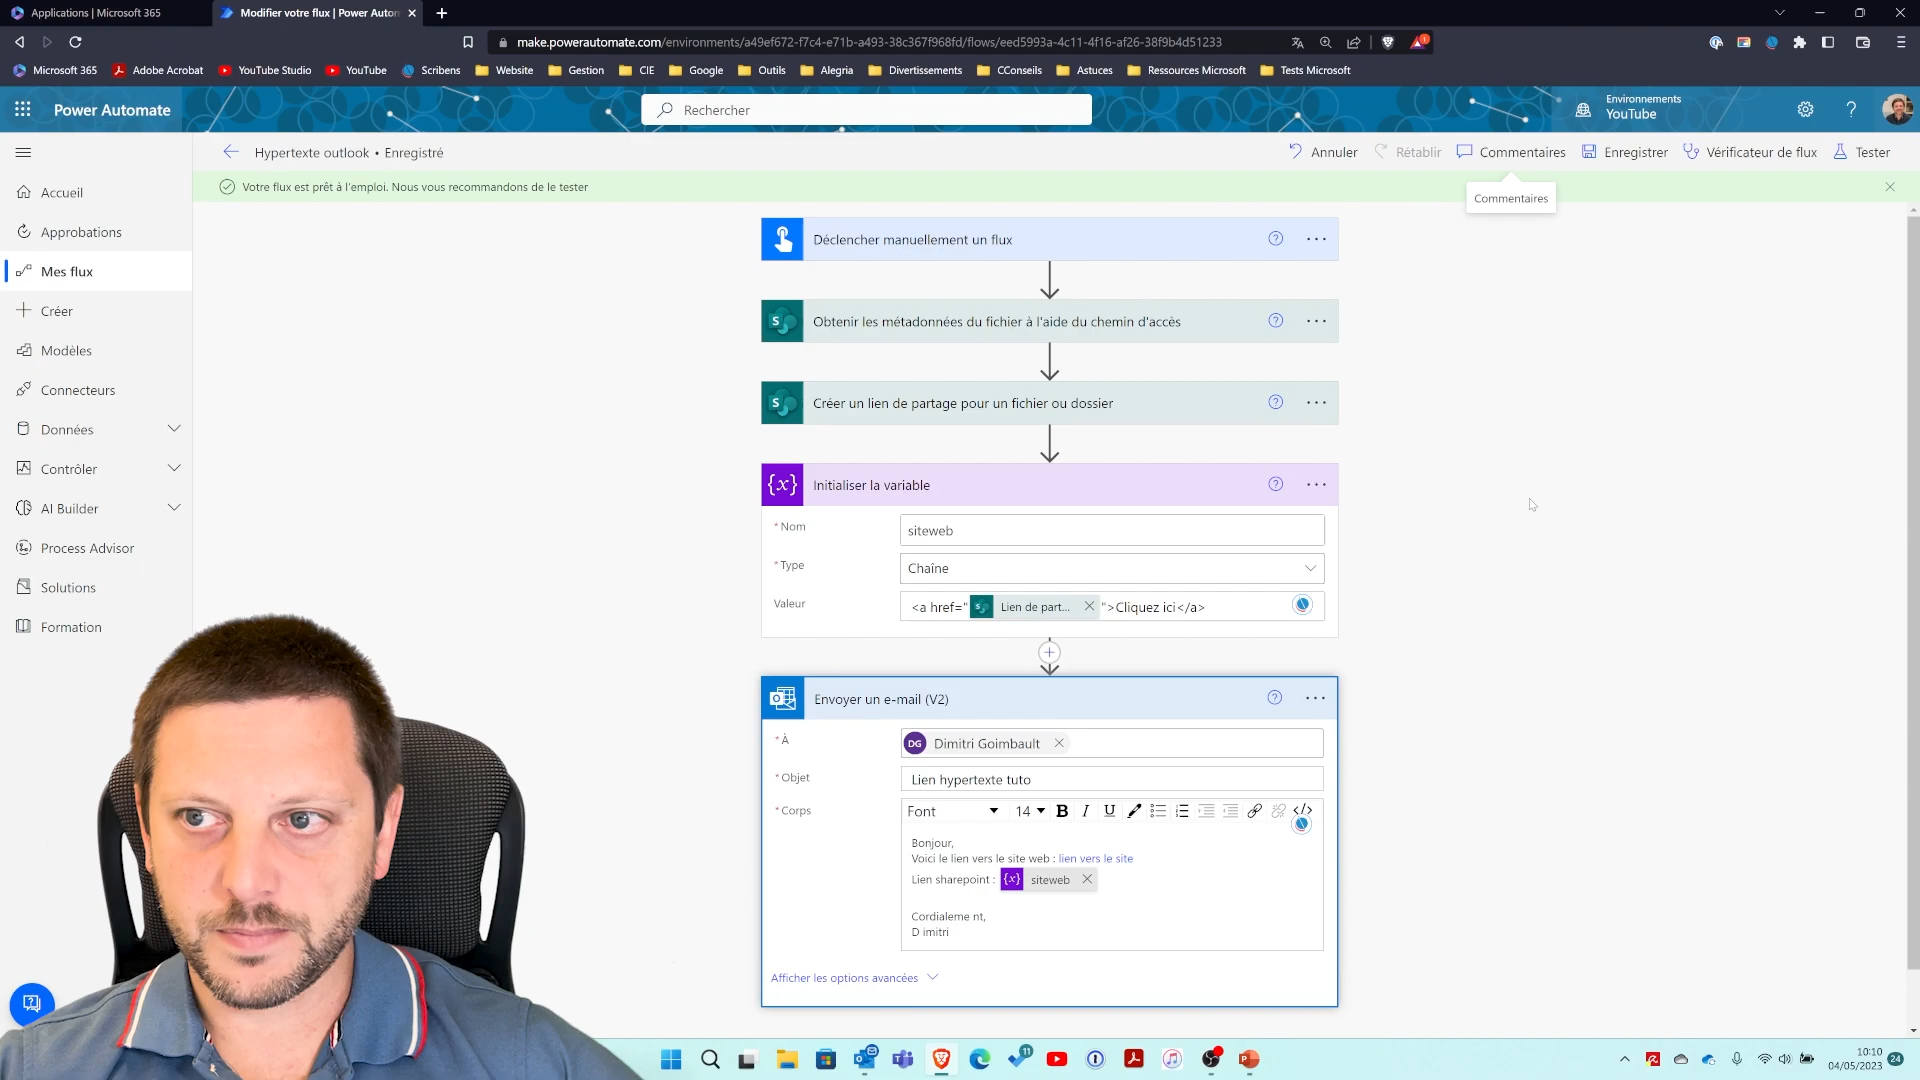 Applications | Microsoft 365
Modifier votre flux | Power Autom
make.powerautomate.com/environments/a49ef672-f7c4-e71b-a493-38c367f968fd/flows/eed5993a-4c11-4f16-af26-38f9b4d51233
Microsoft 365 Adobe Acrobat YouTube Studio YouTube Scribens Website Gestion CIE Google Outils Alegria Divertissements CConseils Astuces Ressources Microsoft Tests Microsoft
Power Automate
Rechercher
Environnements
YouTube
Hypertexte outlook • Enregistré
Annuler Rétablir Commentaires Enregistrer Vérificateur de flux Tester
Votre flux est prêt à l'emploi. Nous vous recommandons de le tester
Commentaires
Accueil
Approbations
Mes flux
Créer
Modèles
Connecteurs
Données
Contrôler
AI Builder
Process Advisor
Solutions
Formation
Déclencher manuellement un flux
Obtenir les métadonnées du fichier à l'aide du chemin d'accès
Créer un lien de partage pour un fichier ou dossier
{x} Initialiser la variable
* Nom
siteweb
* Type
Chaîne
Valeur
<a href=" Lien de part... ">Cliquez ici</a>
Envoyer un e-mail (V2)
* À
DG Dimitri Goimbault
* Objet
Lien hypertexte tuto
* Corps
Font 14 B I U </>
Bonjour,
Voici le lien vers le site web : lien vers le site
Lien sharepoint : {x} siteweb
Cordialeme nt,
D imitri
Afficher les options avancées
11
10:10
04/05/2023
24